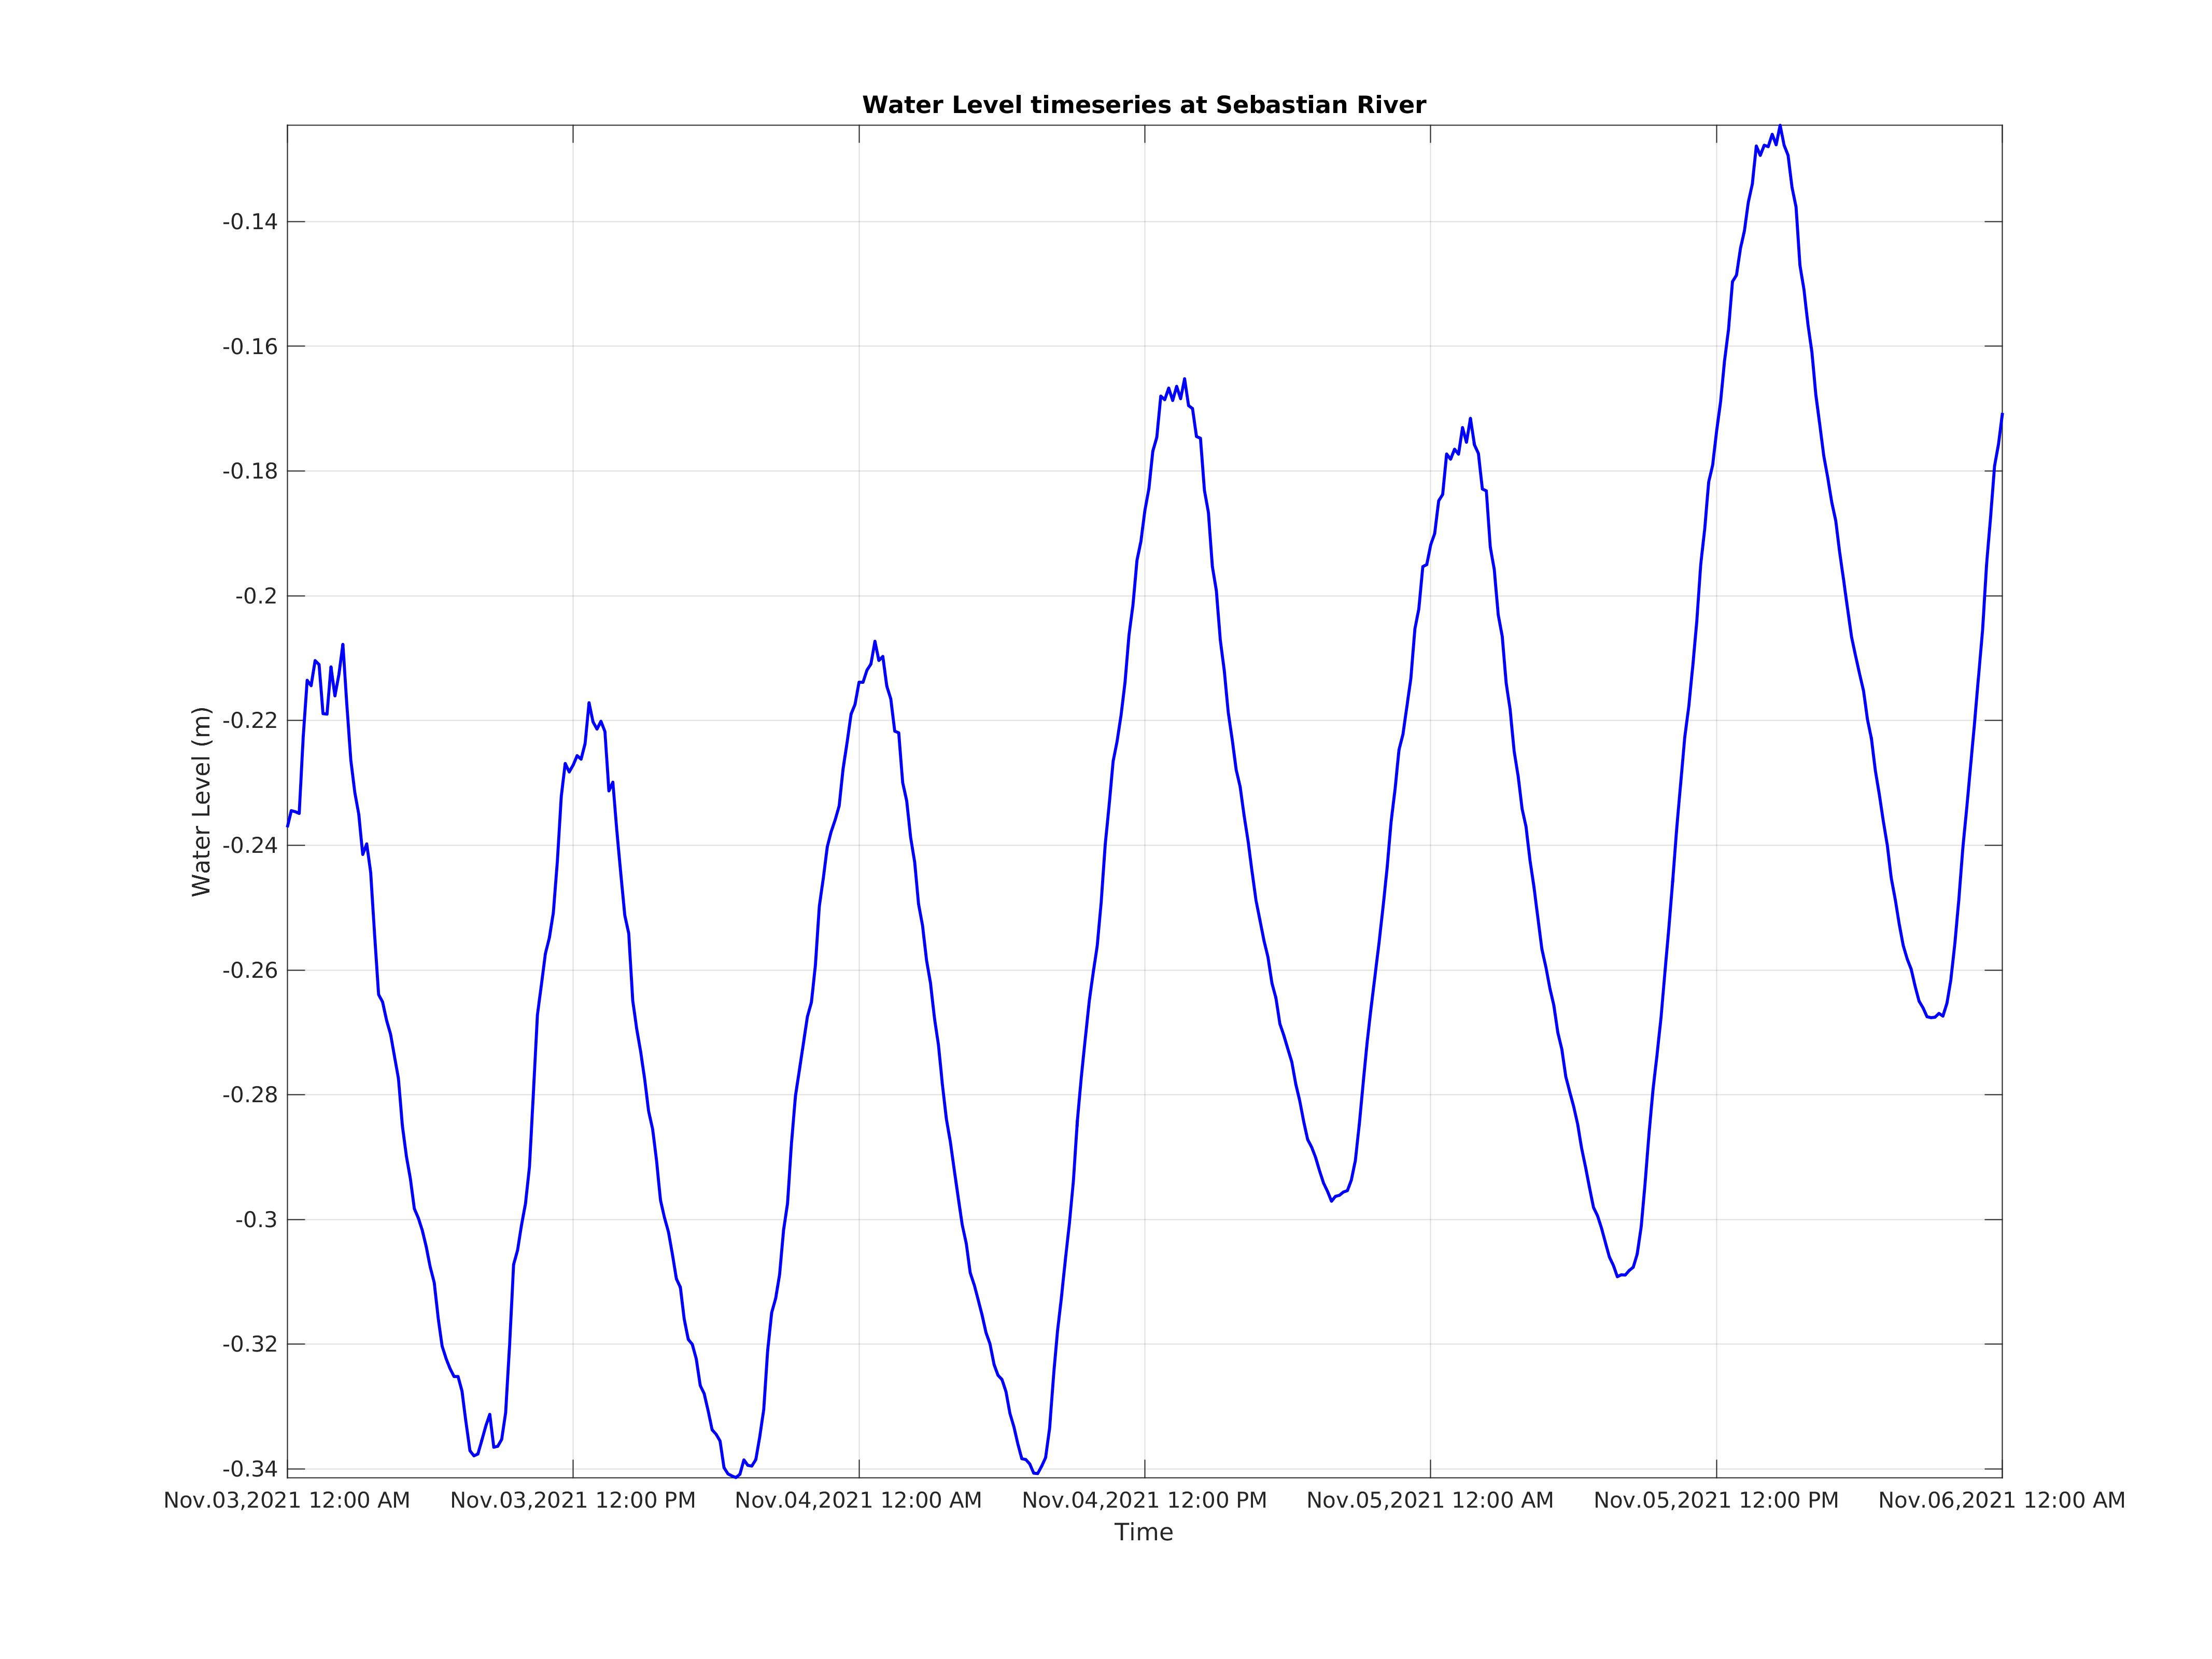 Water Level timeseries at Sebastian River
-0.14
-0.16
-0.18
-0.2
-0.22
-0.24
-0.26
-0.28
-0.3
-0.32
-0.34
Water Level (m)
Nov.03,2021 12:00 AM Nov.03,2021 12:00 PM Nov.04,2021 12:00 AM Nov.04,2021 12:00 PM Nov.05,2021 12:00 AM Nov.05,2021 12:00 PM Nov.06,2021 12:00 AM
Time